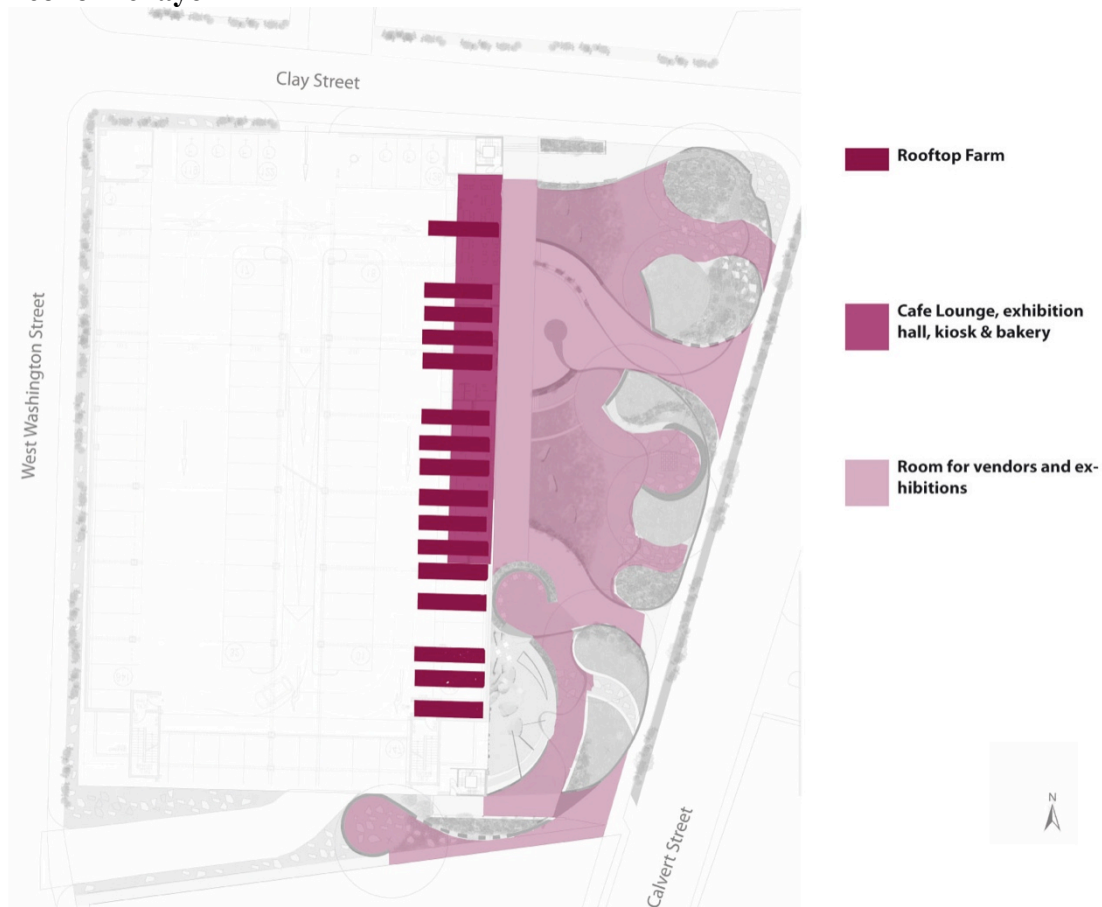 Clay Street
West Washington Street
Calvert Street
Rooftop Farm
Cafe Lounge, exhibition
hall, kiosk & bakery
Room for vendors and ex-
hibitions
N